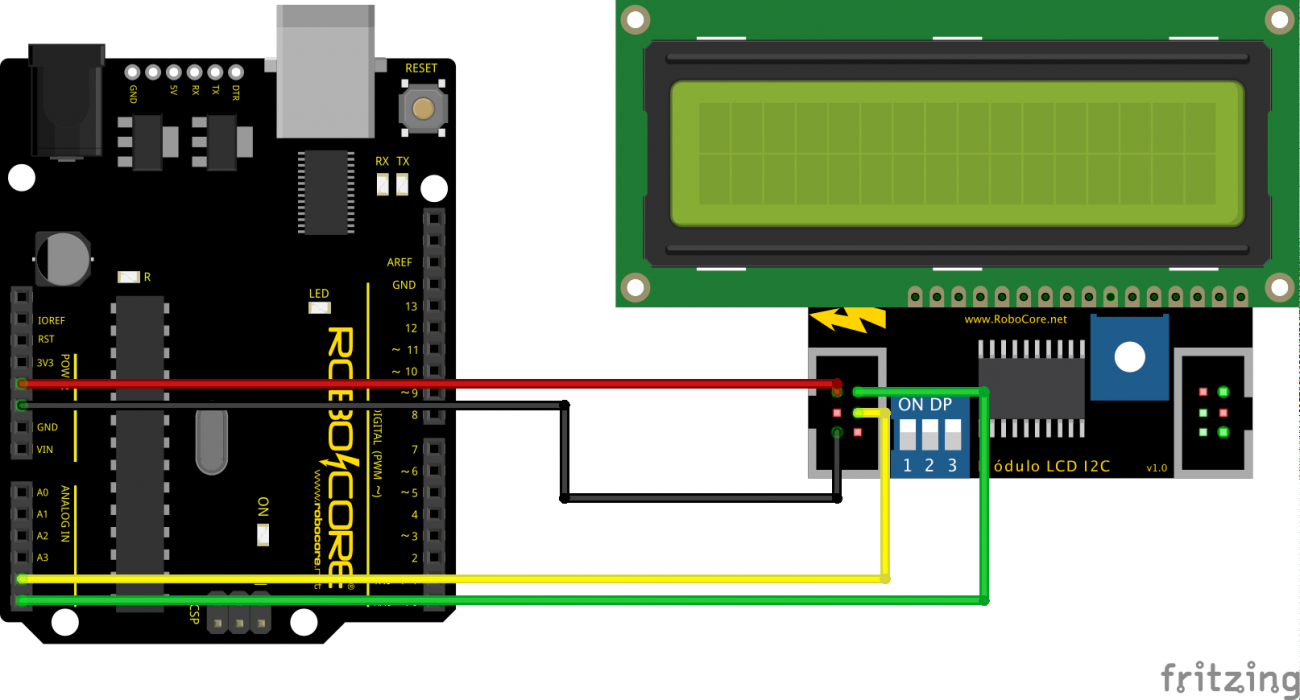 GND
5V
RX
TX
DTR
RESET
RX TX
R
LED
AREF
GND
13
12
~ 11
~ 10
~9
8
7
~6
~5
4
~3
2
DIGITAL (PWM ~)
IOREF
RST
3V3
GND
VIN
A0
A1
A2
A3
ANALOG IN
ROBOCORE
®
www.robocore.net
ON
www.RoboCore.net
ON DP
1 2 3
ódulo LCD I2C
v1.0
fritzing